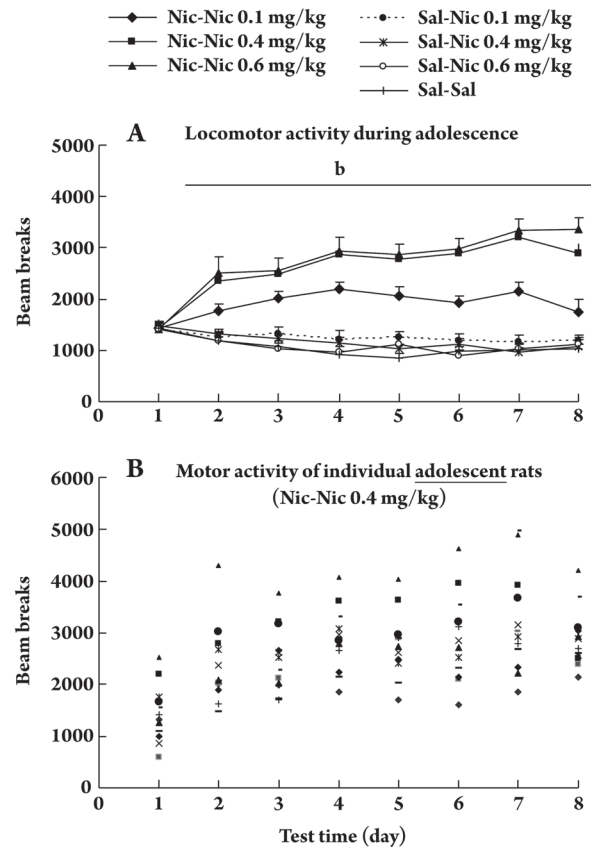 Nic-Nic 0.1 mg/kg
Sal-Nic 0.1 mg/kg
Nic-Nic 0.4 mg/kg
Sal-Nic 0.4 mg/kg
Nic-Nic 0.6 mg/kg
Sal-Nic 0.6 mg/kg
Sal-Sal
A Locomotor activity during adolescence
b
Beam breaks
5000
4000
3000
2000
1000
0
0 1 2 3 4 5 6 7 8
B Motor activity of individual adolescent rats
(Nic-Nic 0.4 mg/kg)
Beam breaks
6000
5000
4000
3000
2000
1000
0
0 1 2 3 4 5 6 7 8
Test time (day)